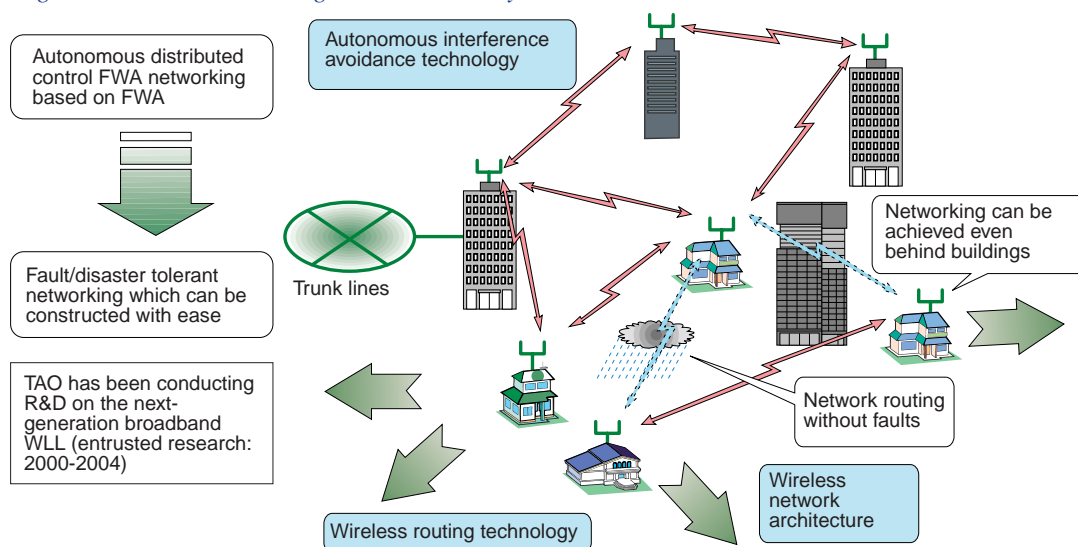 Autonomous distributed
control FWA networking
based on FWA
Fault/disaster tolerant
networking which can be
constructed with ease
TAO has been conducting
R&D on the next-
generation broadband
WLL (entrusted research:
2000-2004)
Autonomous interference
avoidance technology
Trunk lines
Networking can be
achieved even
behind buildings
Network routing
without faults
Wireless
network
architecture
Wireless routing technology